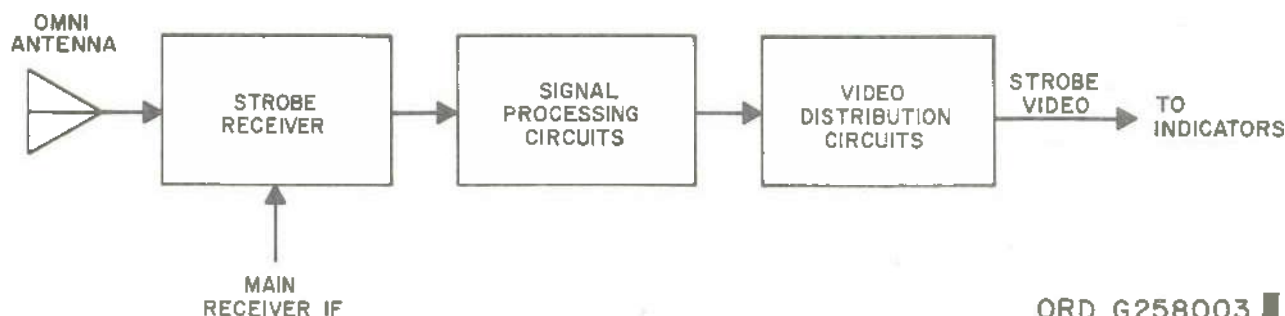 OMNI
ANTENNA
STROBE
RECEIVER
SIGNAL
PROCESSING
CIRCUITS
VIDEO
DISTRIBUTION
CIRCUITS
STROBE
VIDEO
TO
INDICATORS
MAIN
RECEIVER IF
ORD G258003